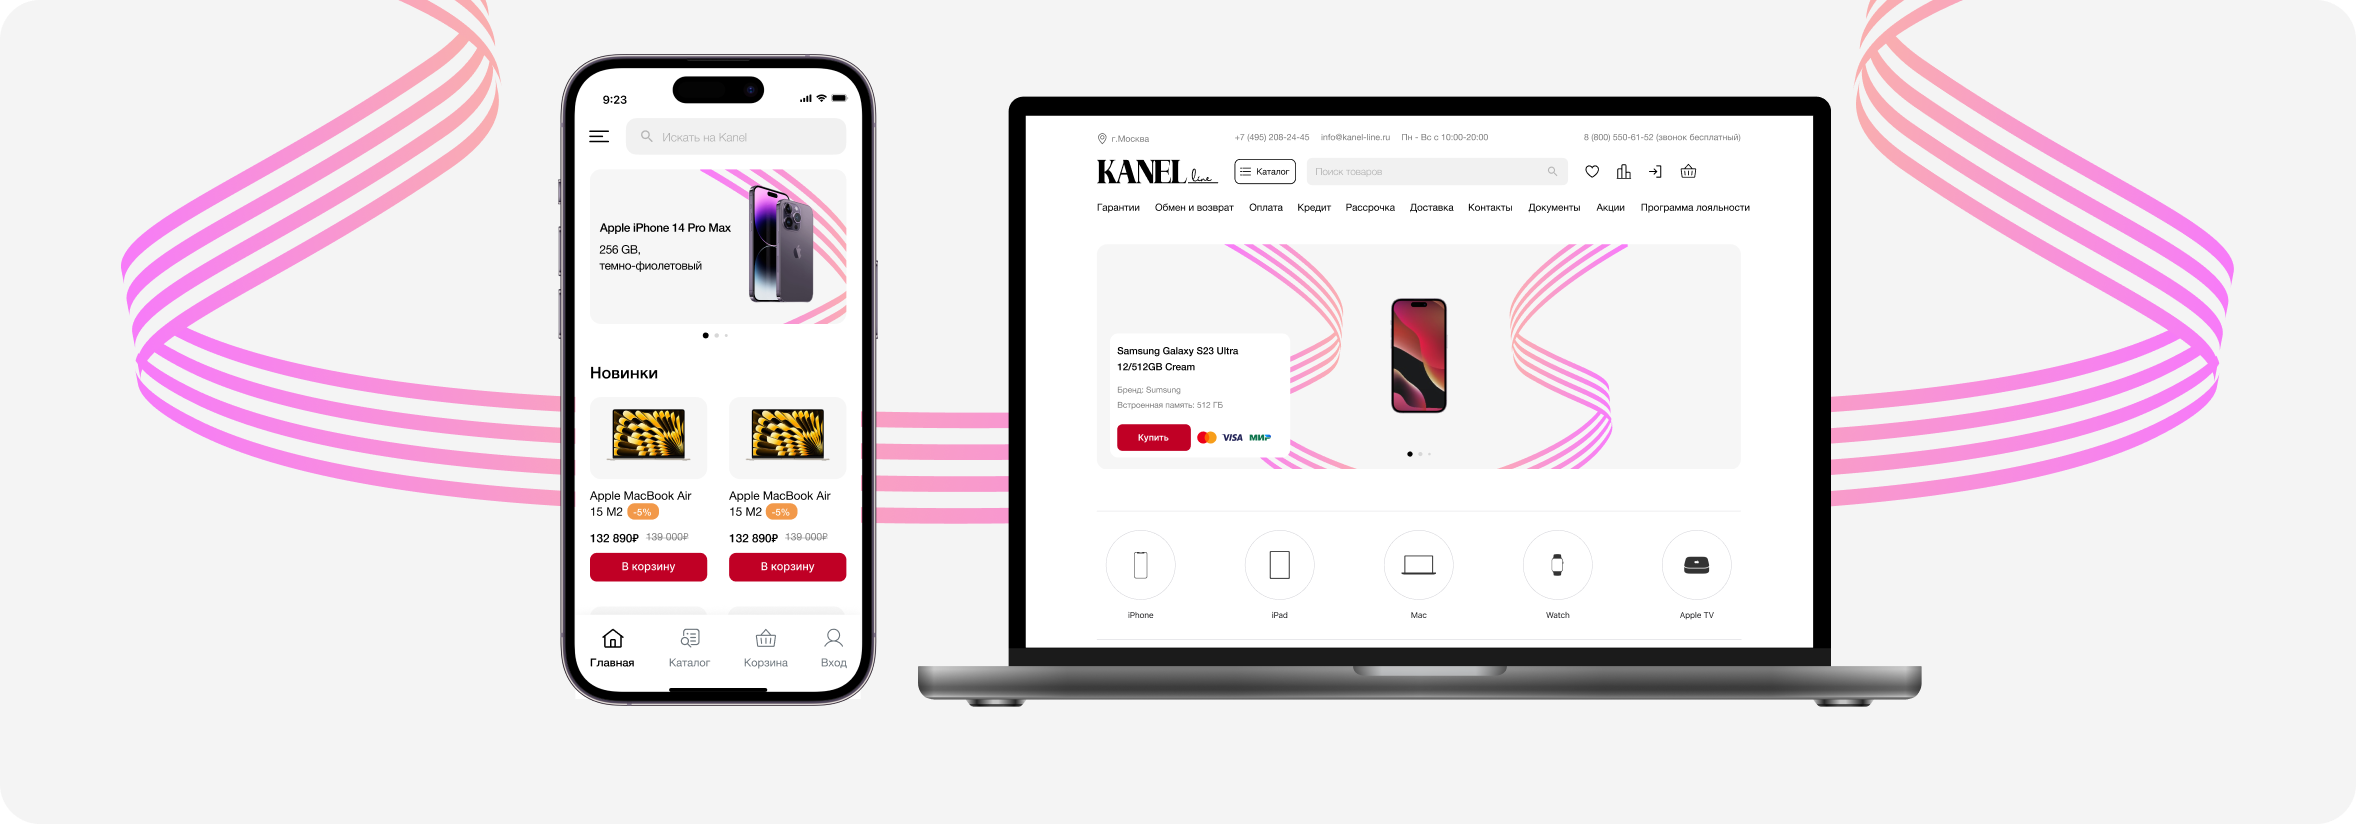 9:23
Искать на Kanel
Apple iPhone 14 Pro Max
256 GB,
темно-фиолетовый
Новинки
Apple MacBook Air
15 M2 -5%
132 890₽ 139 000₽
В корзину
Apple MacBook Air
15 M2 -5%
132 890₽ 139 000₽
В корзину
Главная Каталог Корзина Вход
г.Москва +7 (495) 208-24-45 info@kanel-line.ru Пн - Вс с 10:00-20:00 8 (800) 550-61-52 (звонок бесплатный)
KANEL line Каталог Поиск товаров
Гарантии Обмен и возврат Оплата Кредит Рассрочка Доставка Контакты Документы Акции Программа лояльности
Samsung Galaxy S23 Ultra
12/512GB Cream
Бренд: Sumsung
Встроенная память: 512 ГБ
Купить VISA МИР
iPhone iPad Mac Watch Apple TV